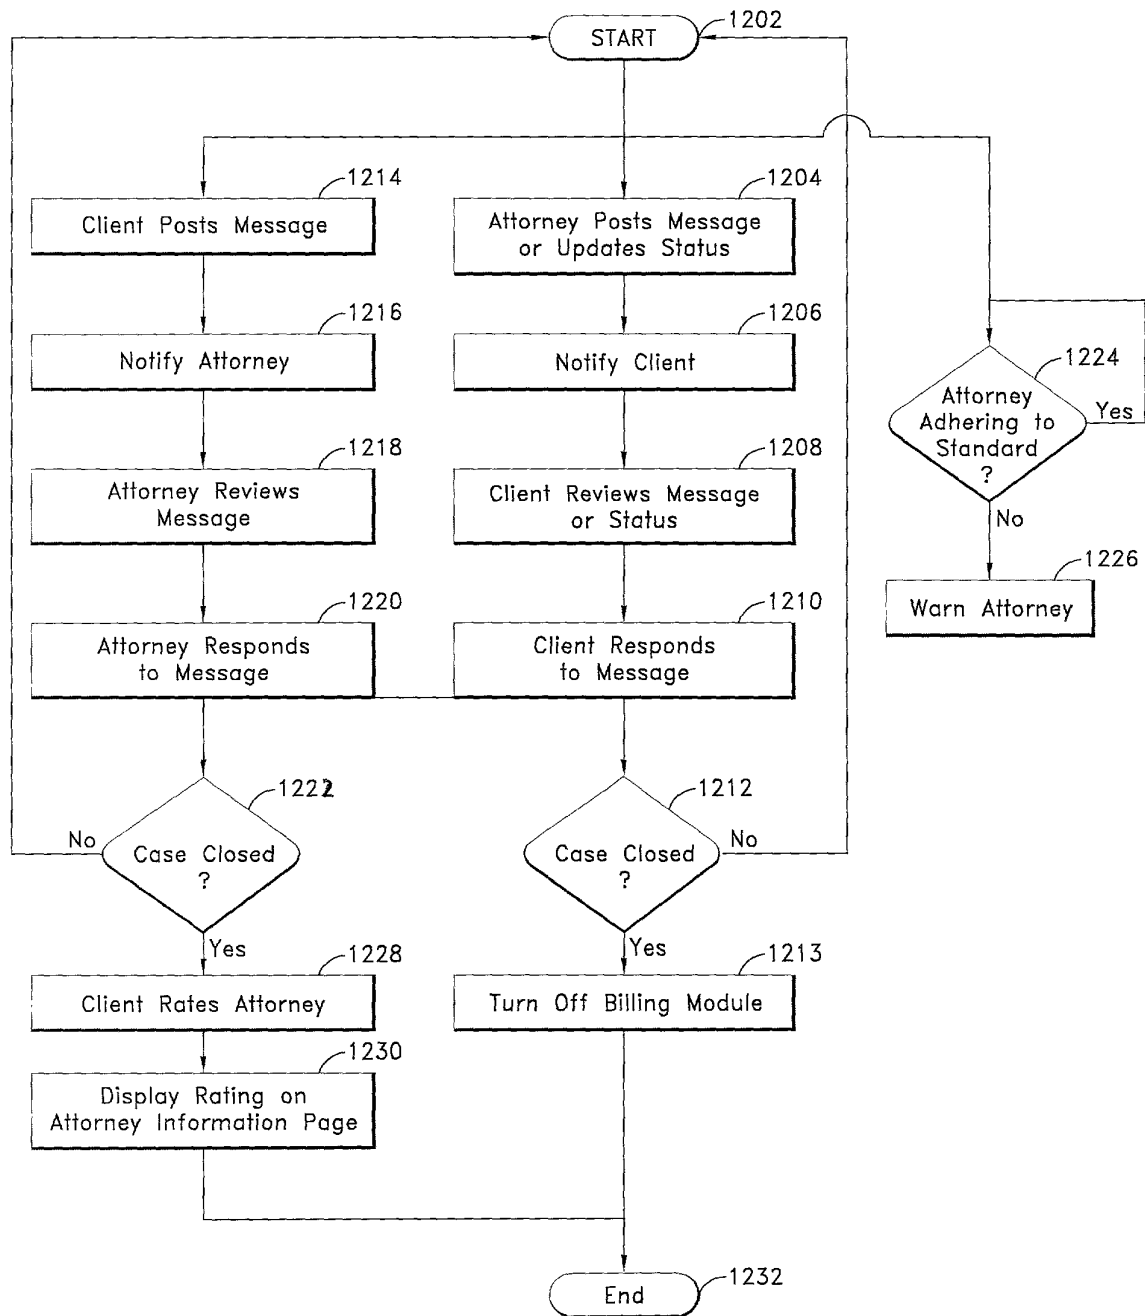 START
1202
1214
Client Posts Message
1204
Attorney Posts Message
or Updates Status
1216
Notify Attorney
1206
Notify Client
1224
Attorney
Adhering to
Standard
?
Yes
No
1218
Attorney Reviews
Message
1208
Client Reviews Message
or Status
1226
Warn Attorney
1220
Attorney Responds
to Message
1210
Client Responds
to Message
1222
No
Case Closed
?
Yes
1212
No
Case Closed
?
Yes
1228
Client Rates Attorney
1213
Turn Off Billing Module
1230
Display Rating on
Attorney Information Page
End
1232